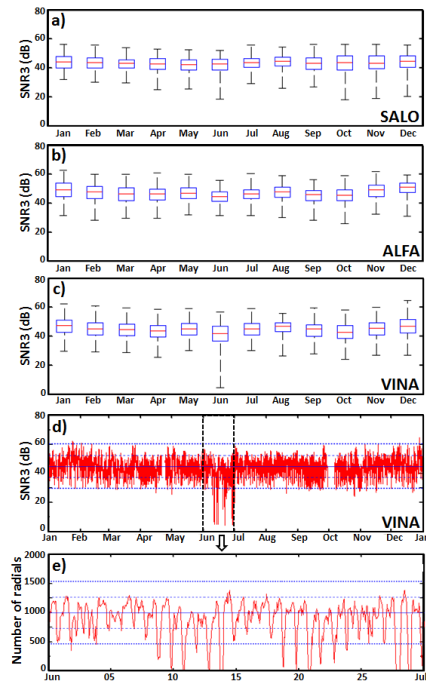 a)
SNR3 (dB)
80
60
40
20
0
Jan Feb Mar Apr May Jun Jul Aug Sep Oct Nov Dec
SALO
b)
SNR3 (dB)
80
60
40
20
0
Jan Feb Mar Apr May Jun Jul Aug Sep Oct Nov Dec
ALFA
c)
SNR3 (dB)
80
60
40
20
0
Jan Feb Mar Apr May Jun Jul Aug Sep Oct Nov Dec
VINA
d)
SNR3 (dB)
80
60
40
20
0
Jan Feb Mar Apr May Jun Jul Aug Sep Oct Nov Dec Jan
VINA
e)
Number of radials
2000
1500
1000
500
0
Jun 05 10 15 20 25 Jul